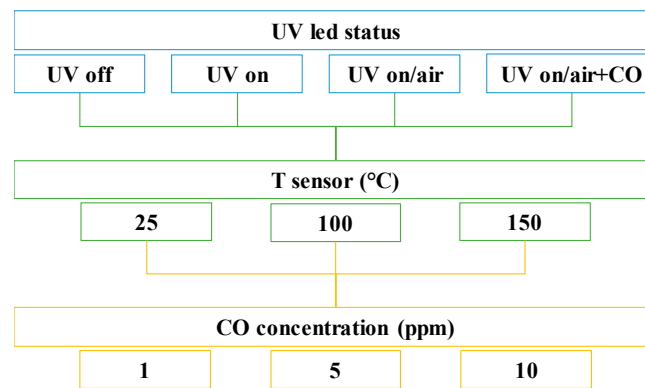 UV led status
UV off UV on UV on/air UV on/air+CO
T sensor (°C)
25 100 150
CO concentration (ppm)
1 5 10